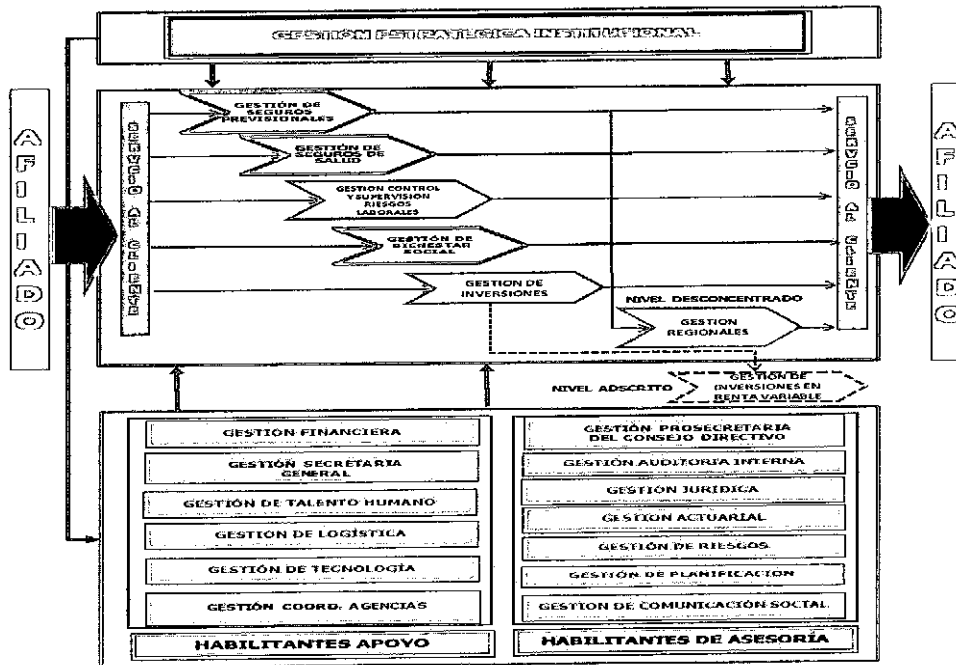 GESTIÓN ESTRATÉGICA INSTITUCIONAL
AFILIADO
SERVICIO AL CLIENTE
GESTIÓN DE
SEGUROS
PREVISIONALES
GESTIÓN DE
SEGUROS DE
SALUD
GESTION CONTROL
Y SUPERVISION
RIESGOS
LABORALES
GESTIÓN DE
BIENESTAR
SOCIAL
GESTION DE
INVERSIONES
NIVEL DESCONCENTRADO
GESTION
REGIONALES
SERVICIO AL CLIENTE
AFILIADO
NIVEL ADSCRITO
GESTIÓN DE
INVERSIONES EN
RENTA VARIABLE
GESTIÓN FINANCIERA
GESTIÓN SECRETARIA
GENERAL
GESTIÓN DE TALENTO HUMANO
GESTIÓN DE LOGÍSTICA
GESTIÓN DE TECNOLOGÍA
GESTIÓN COORD. AGENCIAS
HABILITANTES APOYO
GESTIÓN PROSECRETARIA
DEL CONSEJO DIRECTIVO
GESTIÓN AUDITORIA INTERNA
GESTIÓN JURÍDICA
GESTION ACTUARIAL
GESTIÓN DE RIESGOS
GESTIÓN DE PLANIFICACION
GESTION DE COMUNICACIÓN SOCIAL
HABILITANTES DE ASESORÍA